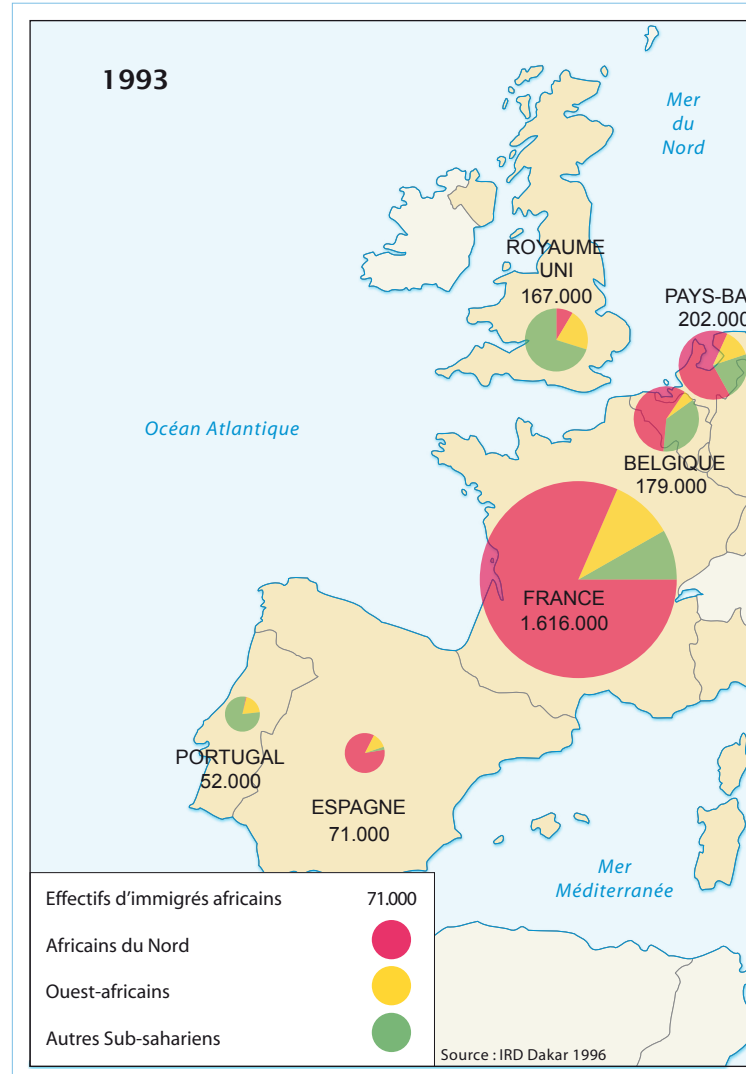 1993
Mer
du
Nord
ROYAUME
UNI
167.000
PAYS-BA
202.000
Océan Atlantique
BELGIQUE
179.000
FRANCE
1.616.000
PORTUGAL
52.000
ESPAGNE
71.000
Mer
Méditerranée
Effectifs d’immigrés africains 71.000
Africains du Nord
Ouest-africains
Autres Sub-sahariens
Source : IRD Dakar 1996